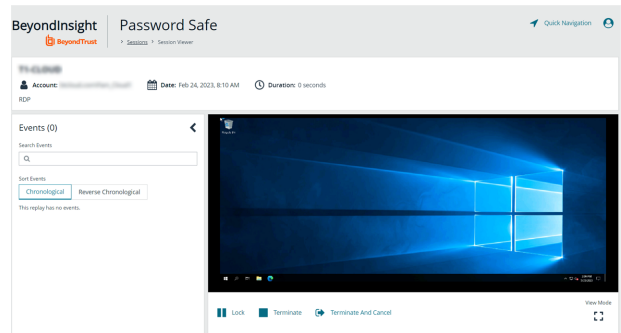 BeyondInsight
BeyondTrust
Password Safe
> Sessions > Session Viewer
Quick Navigation
Account:
Date: Feb 24, 2023, 8:10 AM
Duration: 0 seconds
RDP
Events (0)
Search Events
Sort Events
Chronological
Reverse Chronological
This replay has no events.
Recycle Bin
Lock
Terminate
Terminate And Cancel
View Mode